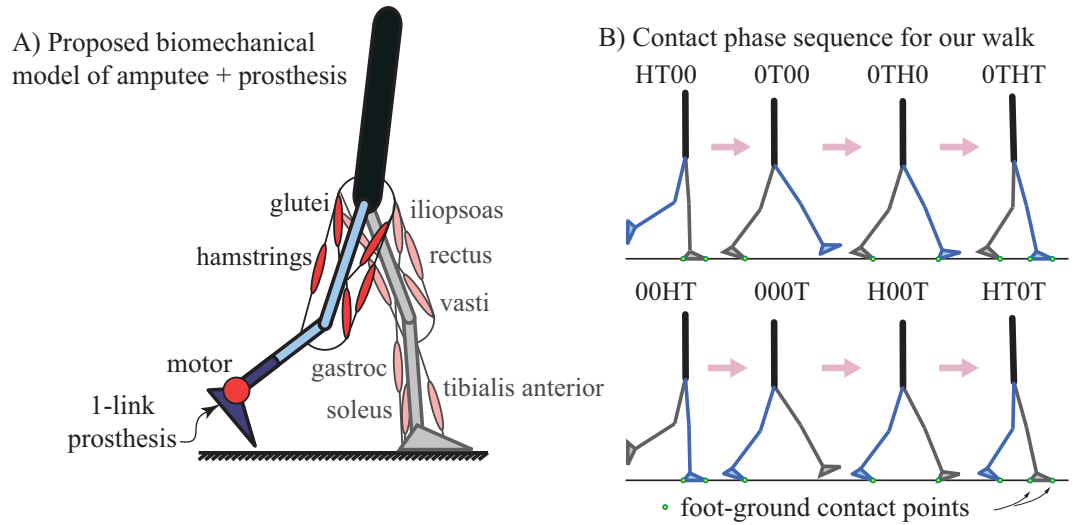 A) Proposed biomechanical
model of amputee + prosthesis
glutei
iliopsoas
hamstrings
rectus
vasti
motor
gastroc
tibialis anterior
soleus
1-link
prosthesis
B) Contact phase sequence for our walk
HT00 0T00 0TH0 0THT
00HT 000T H00T HT0T
foot-ground contact points